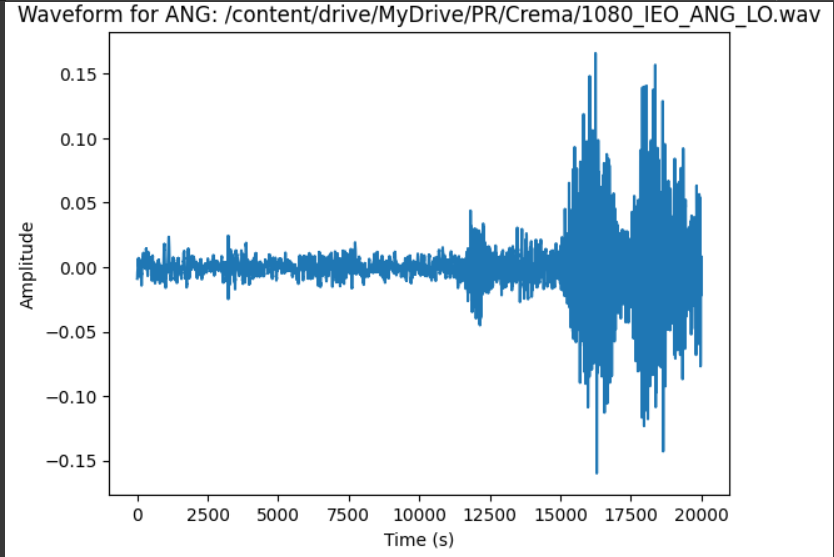 Waveform for ANG: /content/drive/MyDrive/PR/Crema/1080_IEO_ANG_LO.wav
0.15
0.10
0.05
0.00
−0.05
−0.10
−0.15
Amplitude
0 2500 5000 7500 10000 12500 15000 17500 20000
Time (s)